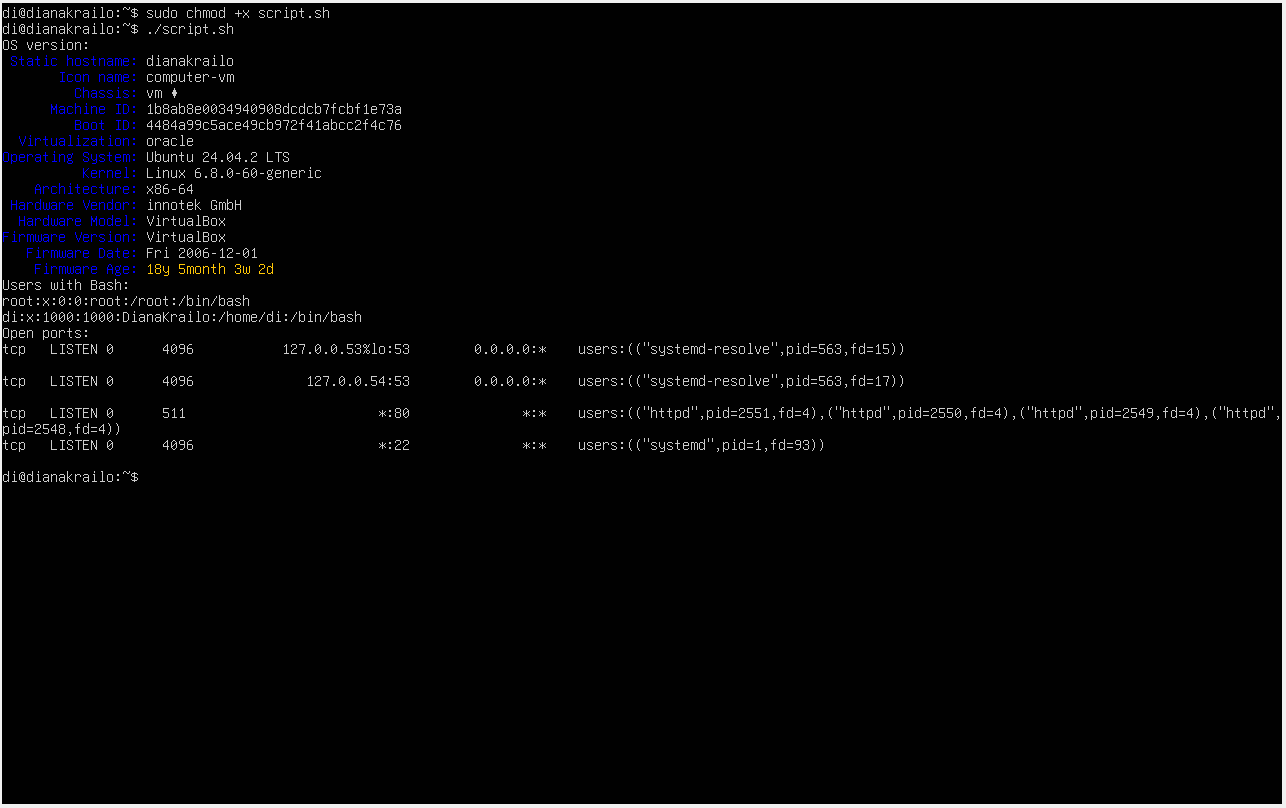 di@dianakrailo:~$ sudo chmod +x script.sh
di@dianakrailo:~$ ./script.sh
OS version:
 Static hostname: dianakrailo
       Icon name: computer-vm
         Chassis: vm ♦
      Machine ID: 1b8ab8e0034940908dcdcb7fcbf1e73a
         Boot ID: 4484a99c5ace49cb972f41abcc2f4c76
  Virtualization: oracle
Operating System: Ubuntu 24.04.2 LTS
          Kernel: Linux 6.8.0-60-generic
    Architecture: x86-64
 Hardware Vendor: innotek GmbH
  Hardware Model: VirtualBox
Firmware Version: VirtualBox
   Firmware Date: Fri 2006-12-01
    Firmware Age: 18y 5month 3w 2d
Users with Bash:
root:x:0:0:root:/root:/bin/bash
di:x:1000:1000:DianaKrailo:/home/di:/bin/bash
Open ports:
tcp   LISTEN 0      4096           127.0.0.53%lo:53        0.0.0.0:*    users:(("systemd-resolve",pid=563,fd=15))
tcp   LISTEN 0      4096              127.0.0.54:53        0.0.0.0:*    users:(("systemd-resolve",pid=563,fd=17))
tcp   LISTEN 0      511                        *:80              *:*    users:(("httpd",pid=2551,fd=4),("httpd",pid=2550,fd=4),("httpd",pid=2549,fd=4),("httpd",
pid=2548,fd=4))
tcp   LISTEN 0      4096                       *:22              *:*    users:(("systemd",pid=1,fd=93))
di@dianakrailo:~$